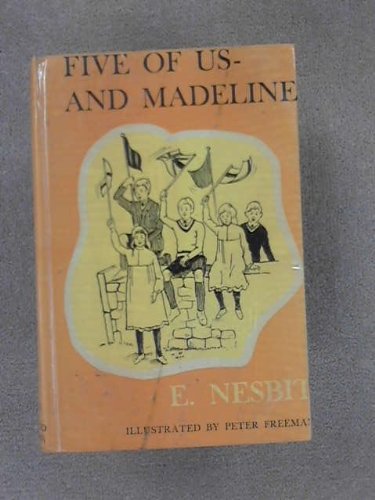 FIVE OF US-
AND MADELINE
E. NESBIT
ILLUSTRATED BY PETER FREEMA